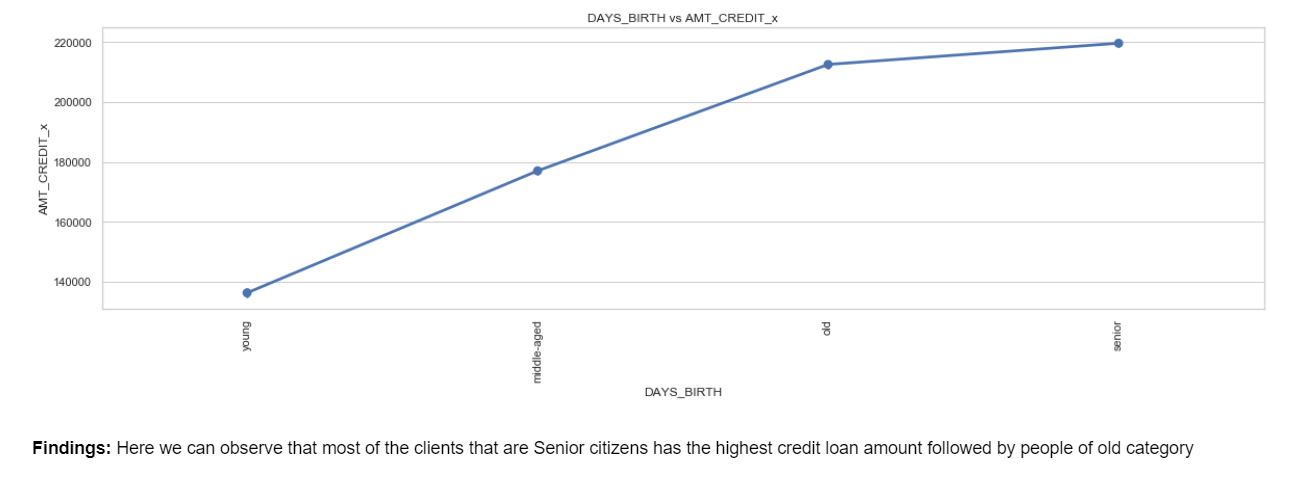 DAYS_BIRTH vs AMT_CREDIT_x
220000
200000
180000
160000
140000
AMT_CREDIT_x
young
middle-aged
old
senior
DAYS_BIRTH
Findings: Here we can observe that most of the clients that are Senior citizens has the highest credit loan amount followed by people of old category